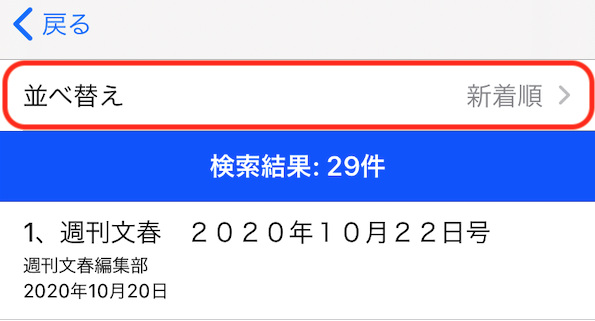 戻る
並べ替え 新着順
検索結果: 29件
1、週刊文春　２０２０年１０月２２日号
週刊文春編集部
2020年10月20日